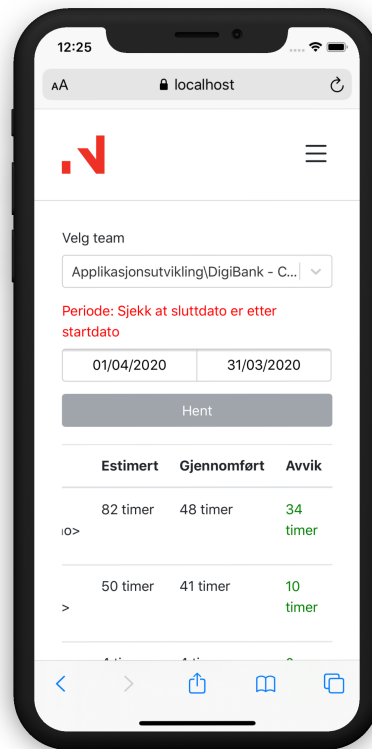 12:25
AA localhost
Velg team
Applikasjonsutvikling\DigiBank - C...
Periode: Sjekk at sluttdato er etter
startdato
01/04/2020 31/03/2020
Hent
Estimert Gjennomført Avvik
82 timer 48 timer 34
no> timer
50 timer 41 timer 10
> timer